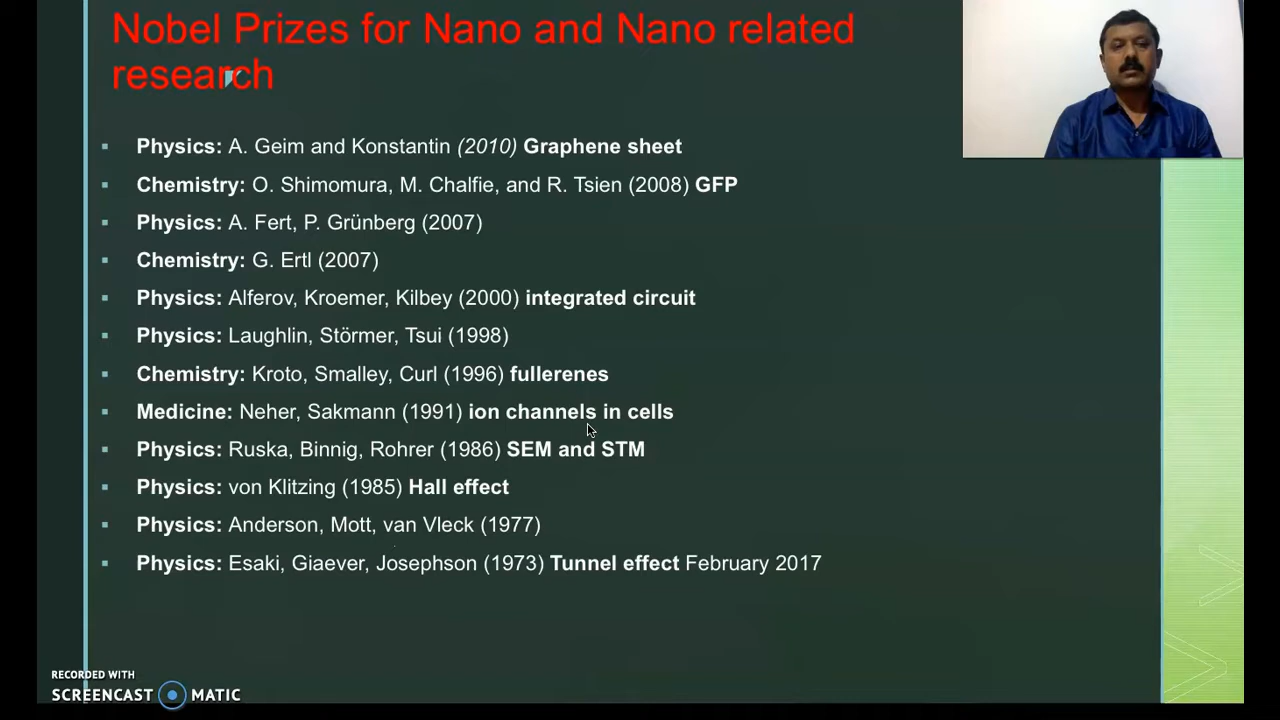 Nobel Prizes for Nano and Nano related
research
Physics: A. Geim and Konstantin (2010) Graphene sheet
Chemistry: O. Shimomura, M. Chalfie, and R. Tsien (2008) GFP
Physics: A. Fert, P. Grünberg (2007)
Chemistry: G. Ertl (2007)
Physics: Alferov, Kroemer, Kilbey (2000) integrated circuit
Physics: Laughlin, Störmer, Tsui (1998)
Chemistry: Kroto, Smalley, Curl (1996) fullerenes
Medicine: Neher, Sakmann (1991) ion channels in cells
Physics: Ruska, Binnig, Rohrer (1986) SEM and STM
Physics: von Klitzing (1985) Hall effect
Physics: Anderson, Mott, van Vleck (1977)
Physics: Esaki, Giaever, Josephson (1973) Tunnel effect February 2017
RECORDED WITH
SCREENCAST MATIC